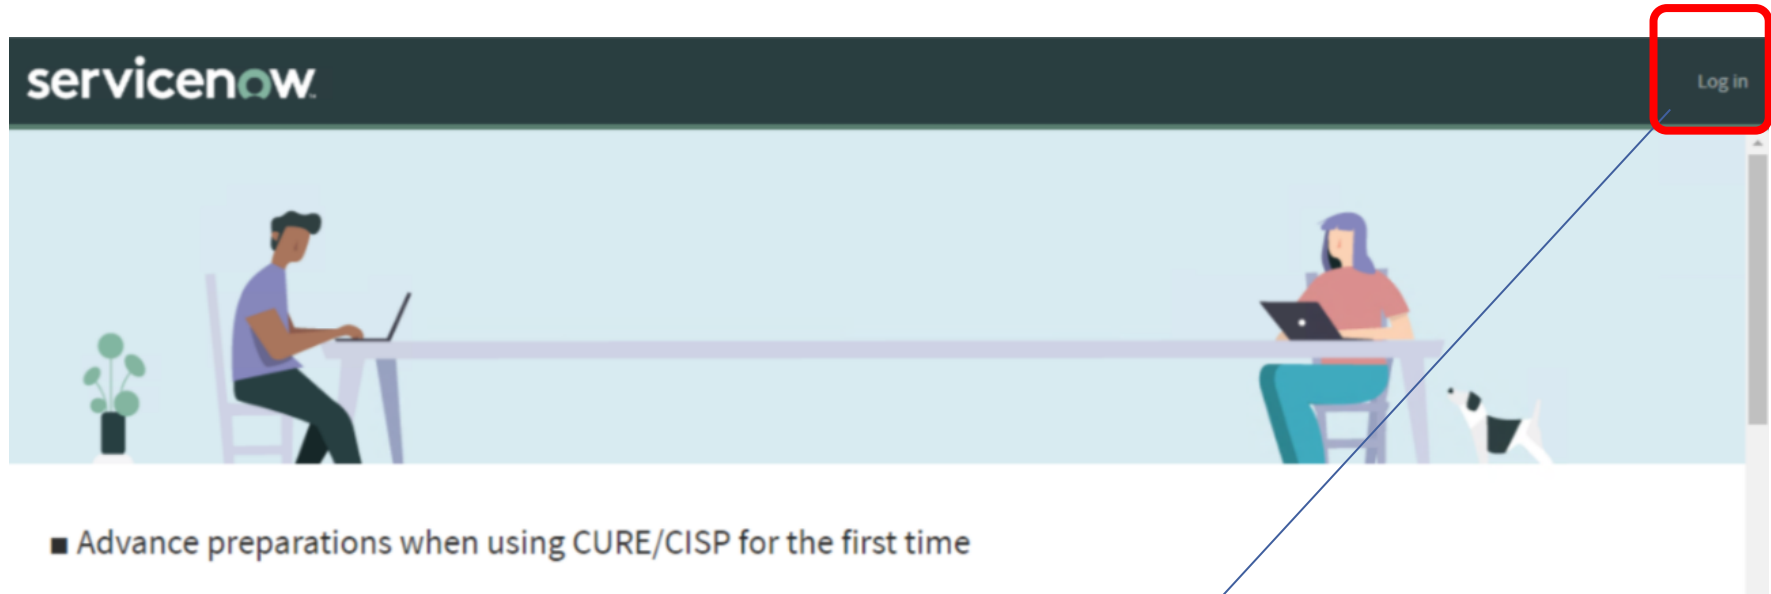 servicenow
Log in
■ Advance preparations when using CURE/CISP for the first time